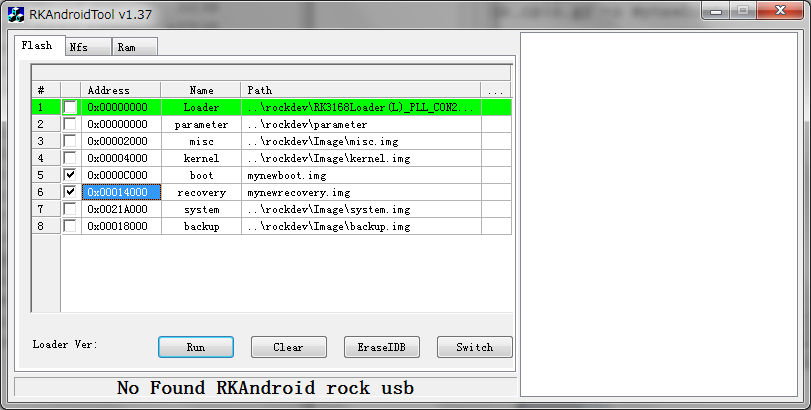 RKAndroidTool v1.37
Flash Nfs Ram
# Address Name Path ...
1 0x00000000 Loader ..\rockdev\RK3168Loader(L)_PLL_CON2...
2 0x00000000 parameter ..\rockdev\parameter
3 0x00002000 misc ..\rockdev\Image\misc.img
4 0x00004000 kernel ..\rockdev\Image\kernel.img
5 0x0000C000 boot mynewboot.img
6 0x00014000 recovery mynewrecovery.img
7 0x0021A000 system ..\rockdev\Image\system.img
8 0x00018000 backup ..\rockdev\Image\backup.img
Loader Ver: Run Clear EraseIDB Switch
No Found RKAndroid rock usb